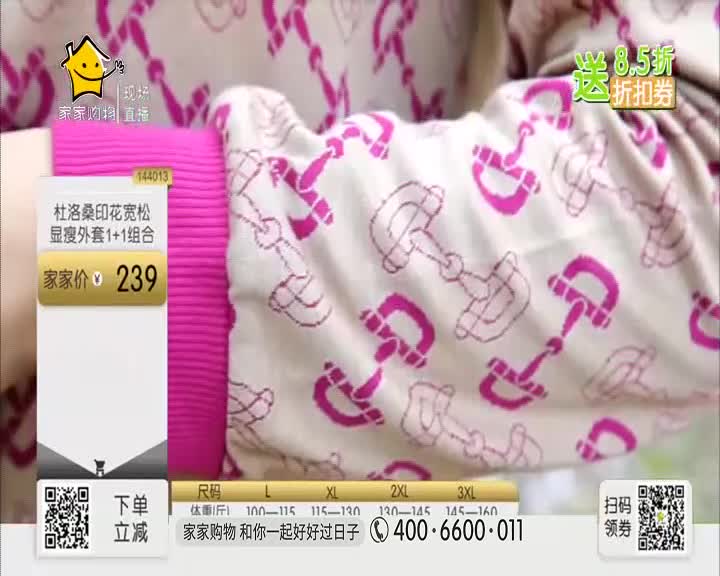 家家购物
现场
直播
送
8.5折
折扣券
144013
杜洛桑印花宽松
显瘦外套1+1组合
家家价 ¥ 239
尺码 L XL 2XL 3XL
体重(斤) 100—115 115—130 130—145 145—160
下单
立减
家家购物 和你一起好好过日子
400·6600·011
扫码
领券